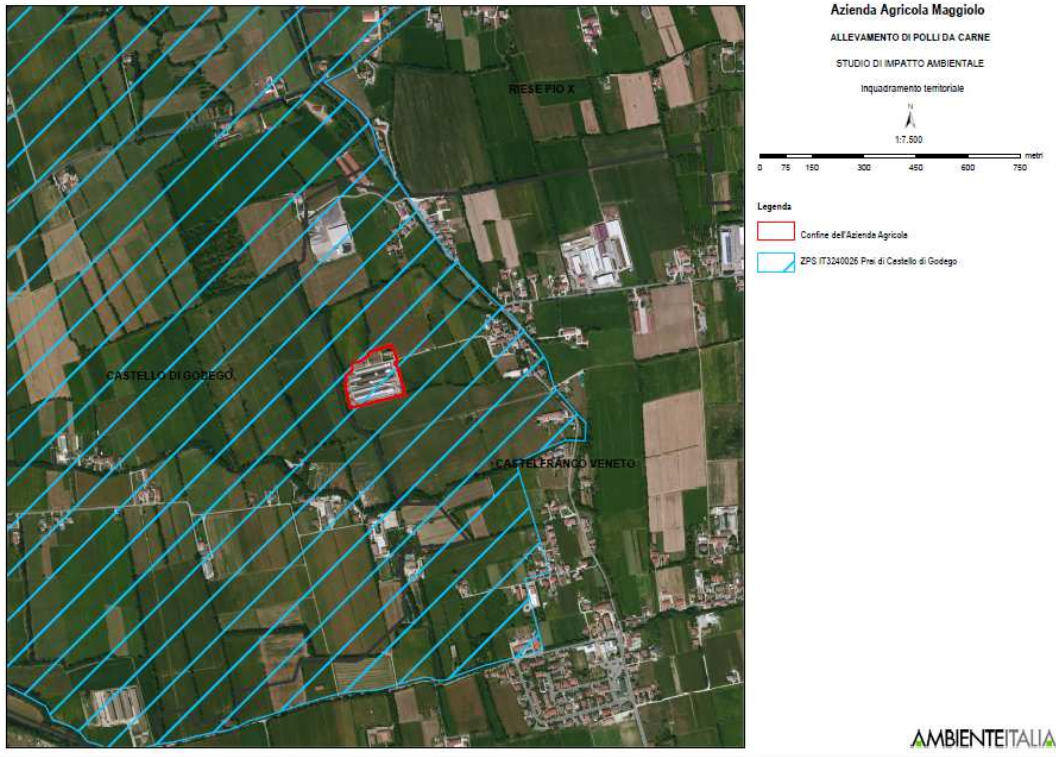 Azienda Agricola Maggiolo
ALLEVAMENTO DI POLLI DA CARNE
STUDIO DI IMPATTO AMBIENTALE
Inquadramento territoriale
N
1:7.500
metri
0 75 150 300 450 600 750
Legenda
Confine dell'Azienda Agricola
ZPS IT3240026 Prai di Castello di Godego
RIESE PIO X
CASTELLO DI GODEGO
CASTELFRANCO VENETO
AMBIENTEITALIA